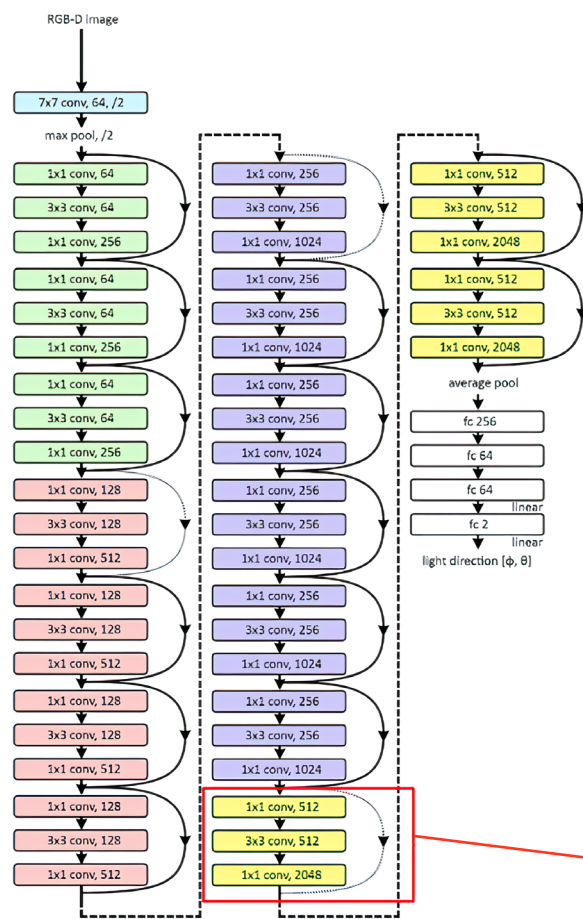 RGB-D image
7x7 conv, 64, /2
max pool, /2
1x1 conv, 64
3x3 conv, 64
1x1 conv, 256
1x1 conv, 64
3x3 conv, 64
1x1 conv, 256
1x1 conv, 64
3x3 conv, 64
1x1 conv, 256
1x1 conv, 128
3x3 conv, 128
1x1 conv, 512
1x1 conv, 128
3x3 conv, 128
1x1 conv, 512
1x1 conv, 128
3x3 conv, 128
1x1 conv, 512
1x1 conv, 128
3x3 conv, 128
1x1 conv, 512
1x1 conv, 256
3x3 conv, 256
1x1 conv, 1024
1x1 conv, 256
3x3 conv, 256
1x1 conv, 1024
1x1 conv, 256
3x3 conv, 256
1x1 conv, 1024
1x1 conv, 256
3x3 conv, 256
1x1 conv, 1024
1x1 conv, 256
3x3 conv, 256
1x1 conv, 1024
1x1 conv, 256
3x3 conv, 256
1x1 conv, 1024
1x1 conv, 512
3x3 conv, 512
1x1 conv, 2048
1x1 conv, 512
3x3 conv, 512
1x1 conv, 2048
1x1 conv, 512
3x3 conv, 512
1x1 conv, 2048
average pool
fc 256
fc 64
fc 64
linear
fc 2
linear
light direction [ϕ, θ]